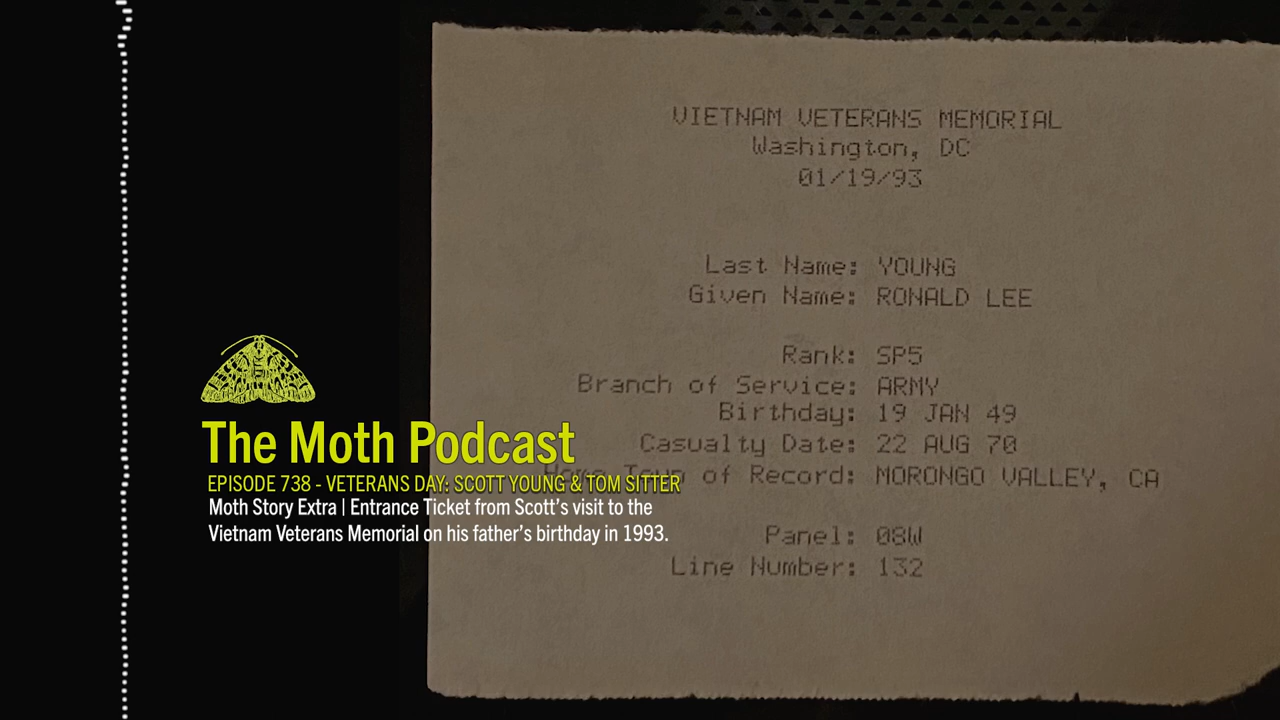 VIETNAM VETERANS MEMORIAL
Washington, DC
01/19/93
Last Name: YOUNG
Given Name: RONALD LEE
Rank: SP5
Branch of Service: ARMY
Birthday: 19 JAN 49
Casualty Date: 22 AUG 70
Home Town of Record: MORONGO VALLEY, CA
Panel: 08W
Line Number: 132
The Moth Podcast
EPISODE 738 - VETERANS DAY: SCOTT YOUNG & TOM SITTER
Moth Story Extra | Entrance Ticket from Scott's visit to the
Vietnam Veterans Memorial on his father's birthday in 1993.